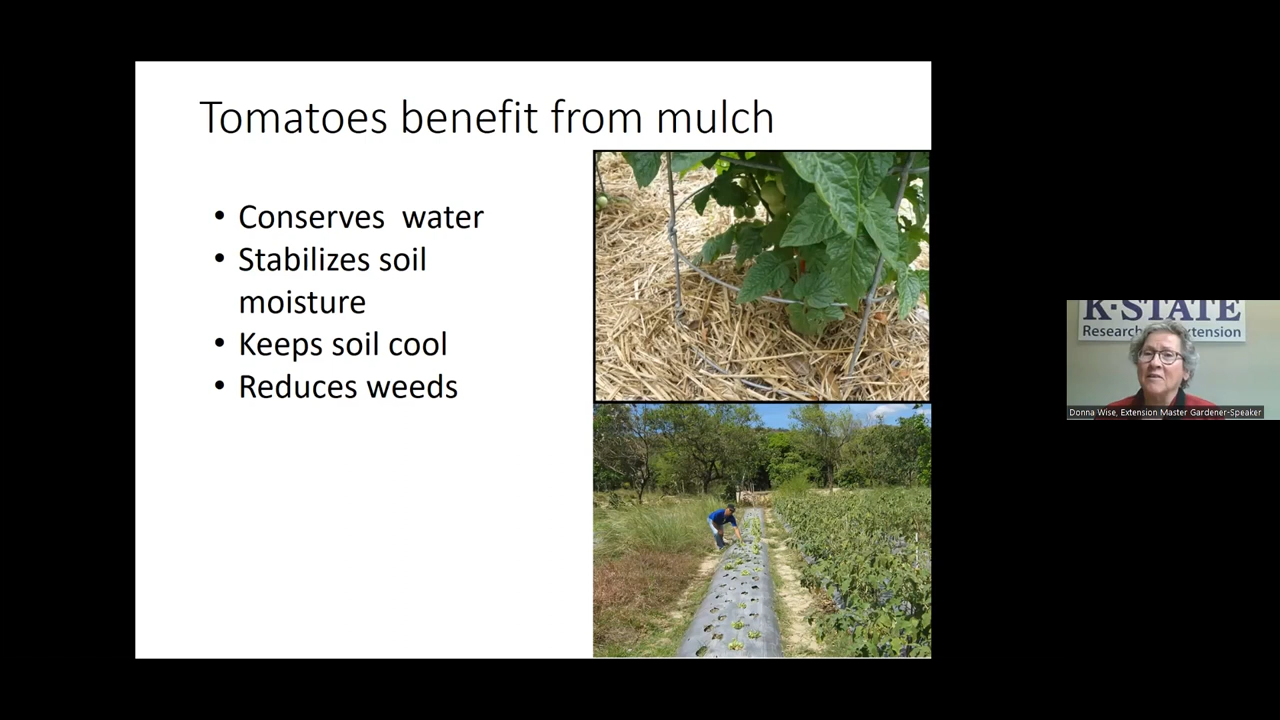 Tomatoes benefit from mulch
• Conserves  water
• Stabilizes soil
moisture
• Keeps soil cool
• Reduces weeds
K·STATE
Research Extension
Donna Wise, Extension Master Gardener-Speaker